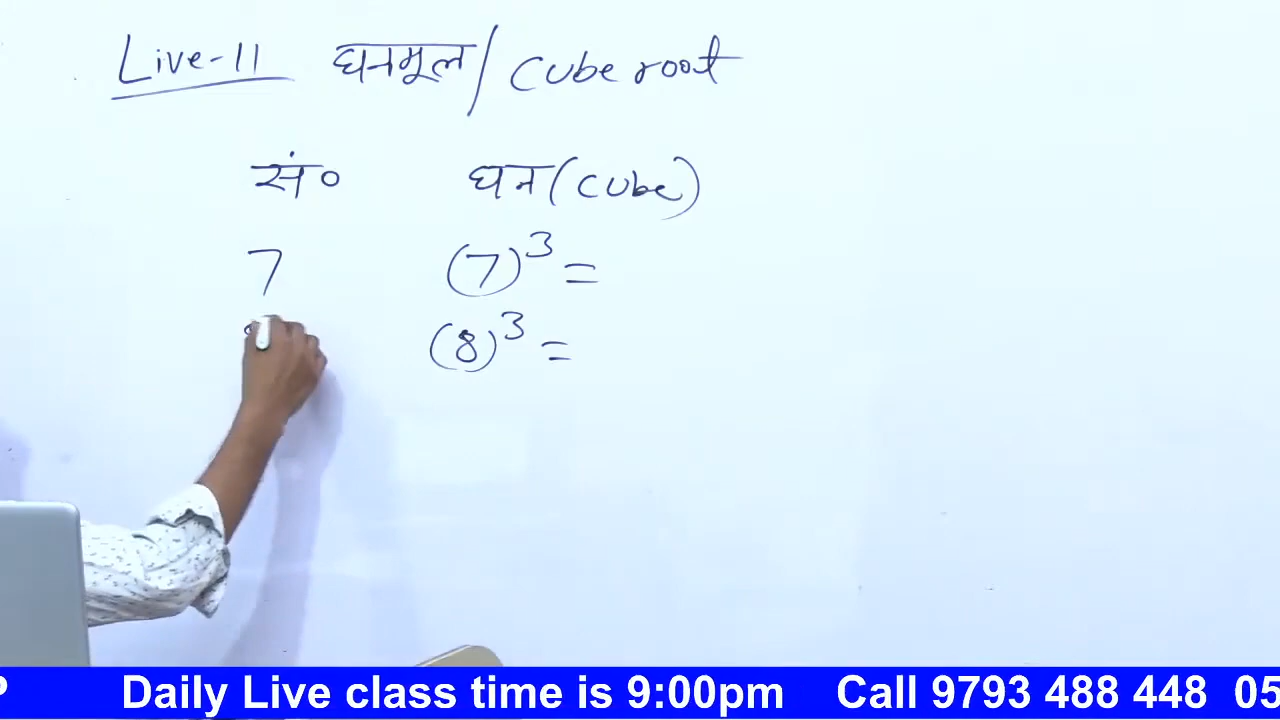 Live-11 घनमूल/Cube root
सं० घन(Cube)
7 (7)³ =
(8)³ =
Daily Live class time is 9:00pm Call 9793 488 448 05